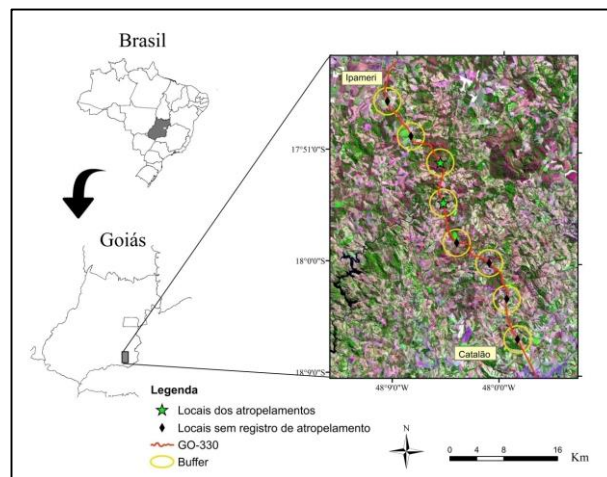 Brasil
Goiás
Ipameri
17°51'0"S
18°0'0"S
Catalão
18°9'0"S
48°9'0"W
48°0'0"W
Legenda
Locais dos atropelamentos
Locais sem registro de atropelamento
GO-330
Buffer
N
0 4 8 16
Km